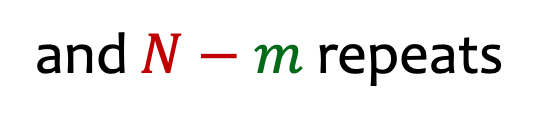 and N − m repeats